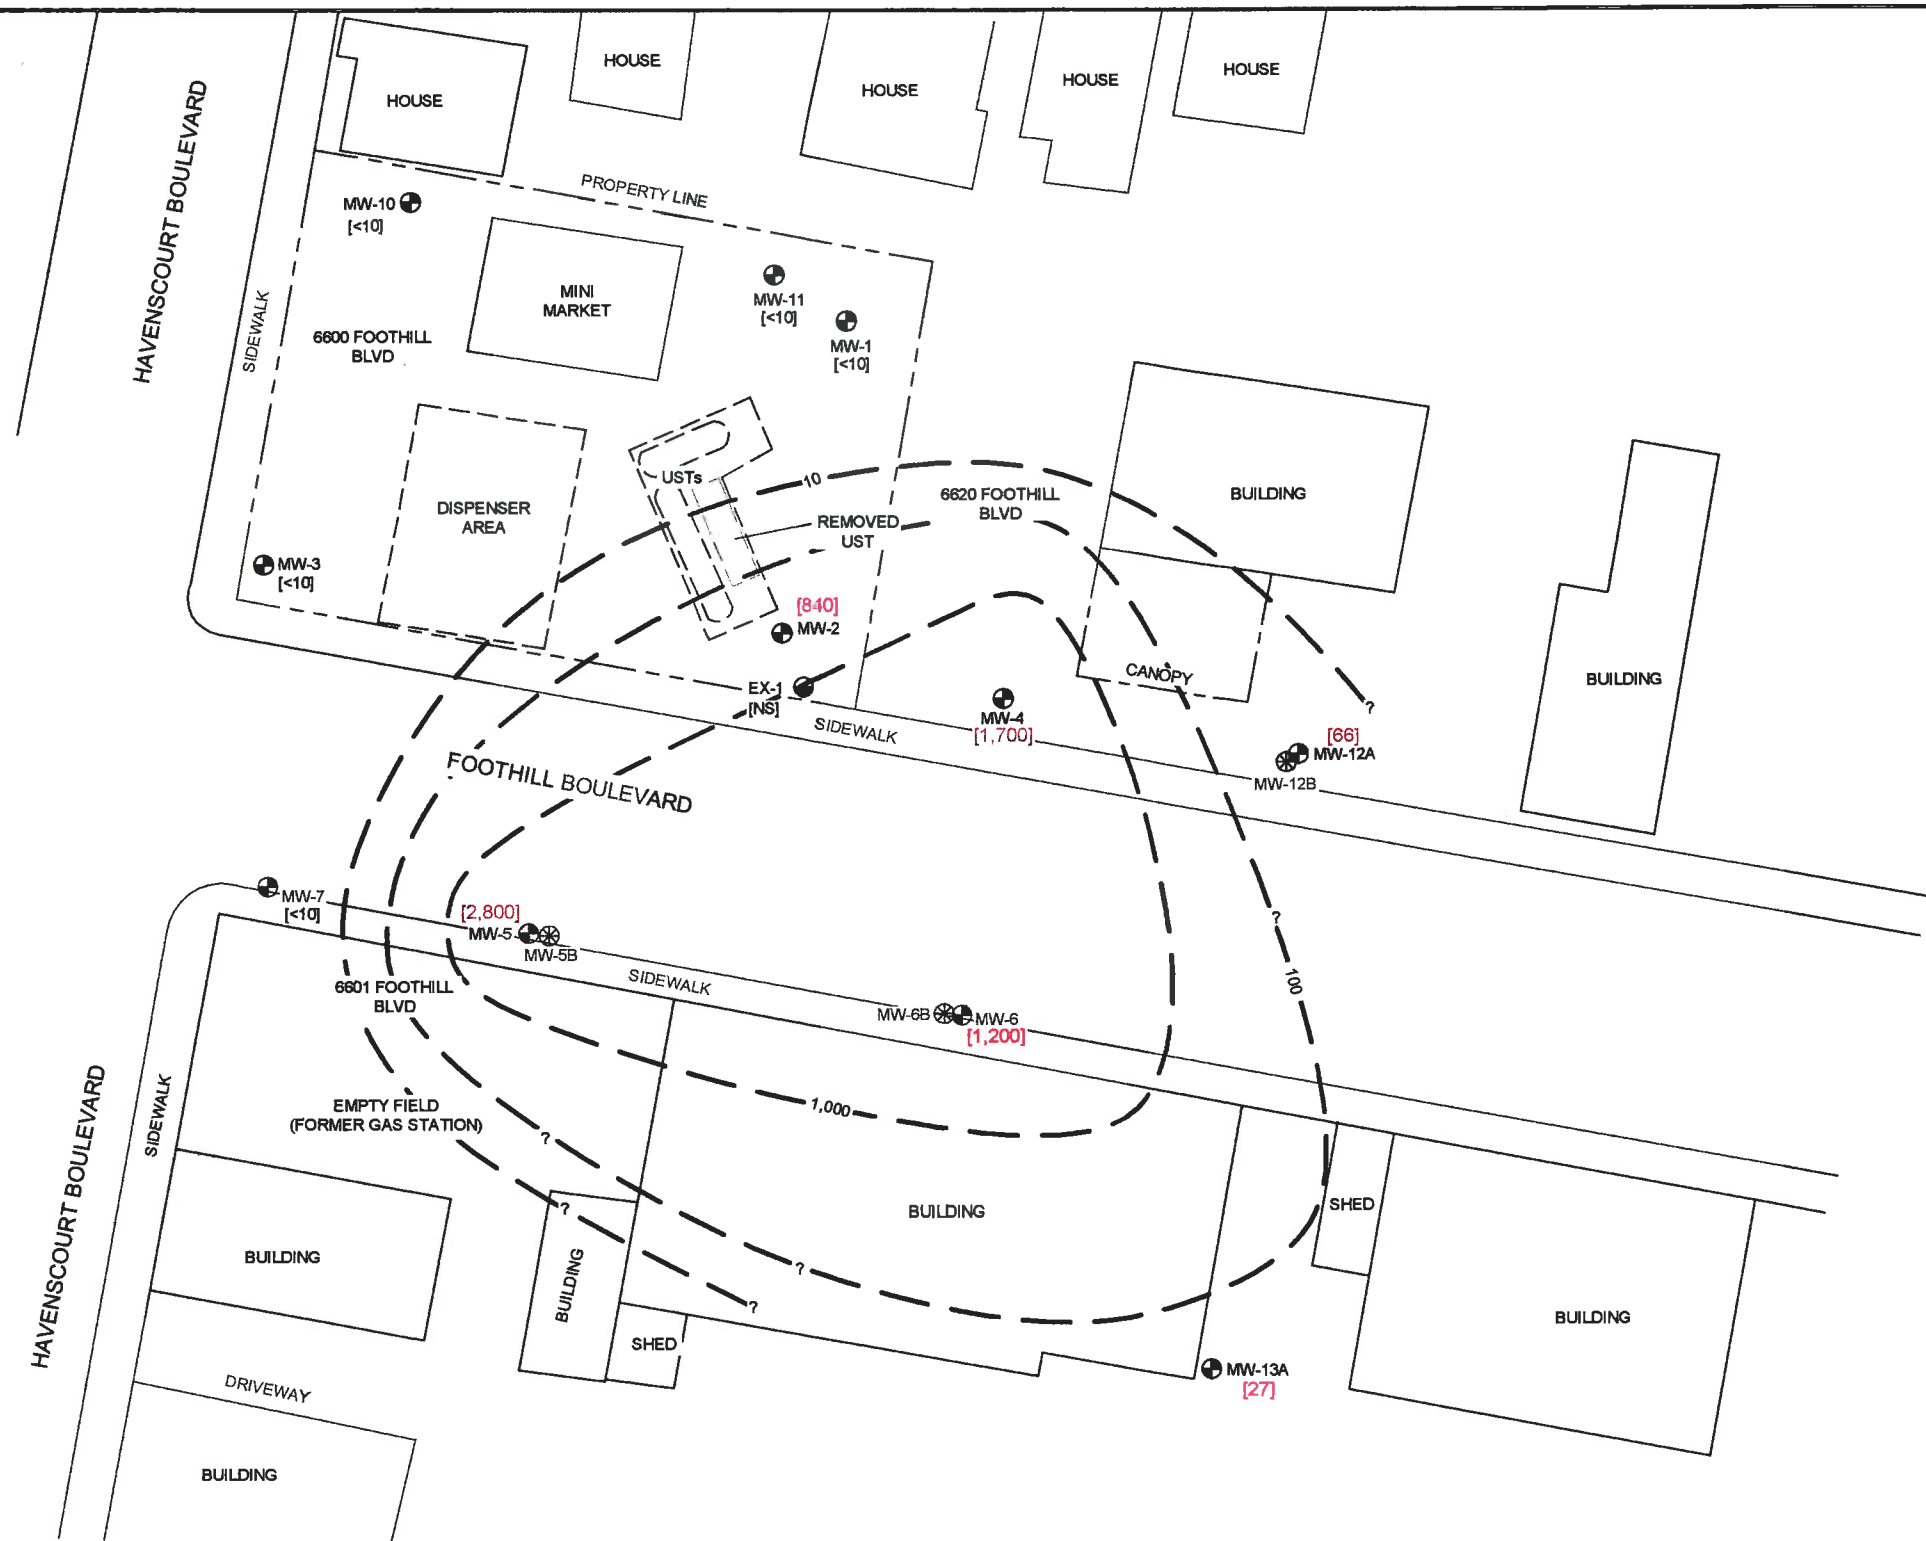 HOUSE
HOUSE
HOUSE
HOUSE
HOUSE
HAVENSCOURT BOULEVARD
SIDEWALK
PROPERTY LINE
MW-10
[<10]
MINI
MARKET
MW-11
[<10]
MW-1
[<10]
6600 FOOTHILL
BLVD
USTs
10
DISPENSER
AREA
REMOVED
UST
6620 FOOTHILL
BLVD
BUILDING
MW-3
[<10]
[840]
MW-2
EX-1
[NS]
SIDEWALK
MW-4
[1,700]
CANOPY
?
[66]
MW-12A
MW-12B
BUILDING
FOOTHILL BOULEVARD
MW-7
[<10]
[2,800]
MW-5
MW-5B
SIDEWALK
?
100
6601 FOOTHILL
BLVD
MW-6B
MW-6
[1,200]
EMPTY FIELD
(FORMER GAS STATION)
1,000
?
HAVENSCOURT BOULEVARD
SIDEWALK
?
BUILDING
SHED
BUILDING
BUILDING
?
?
SHED
BUILDING
MW-13A
[27]
DRIVEWAY
BUILDING